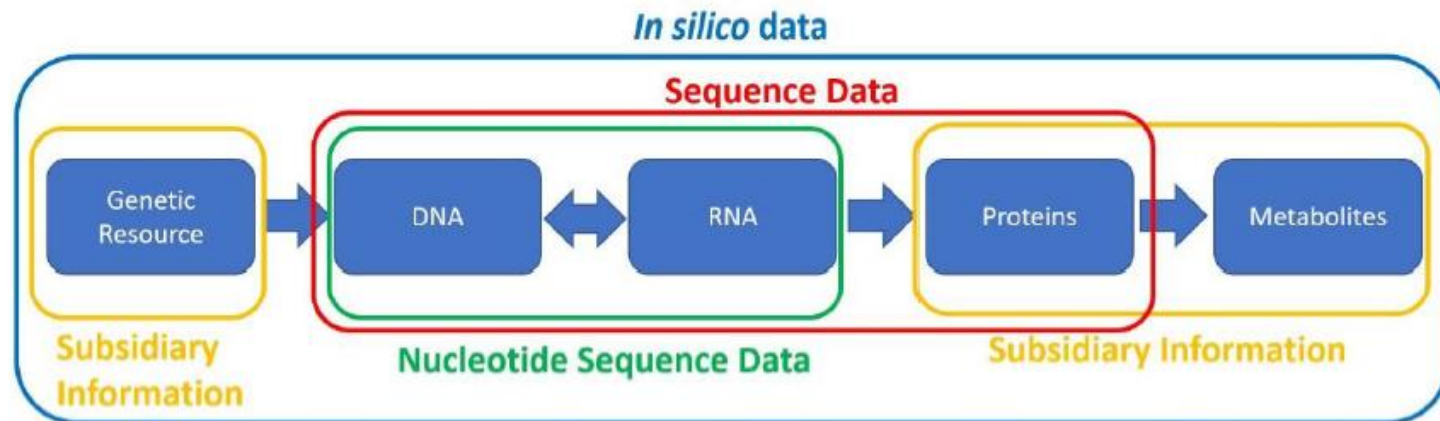 In silico data
Sequence Data
Genetic
Resource
DNA
RNA
Proteins
Metabolites
Subsidiary
Information
Nucleotide Sequence Data
Subsidiary Information